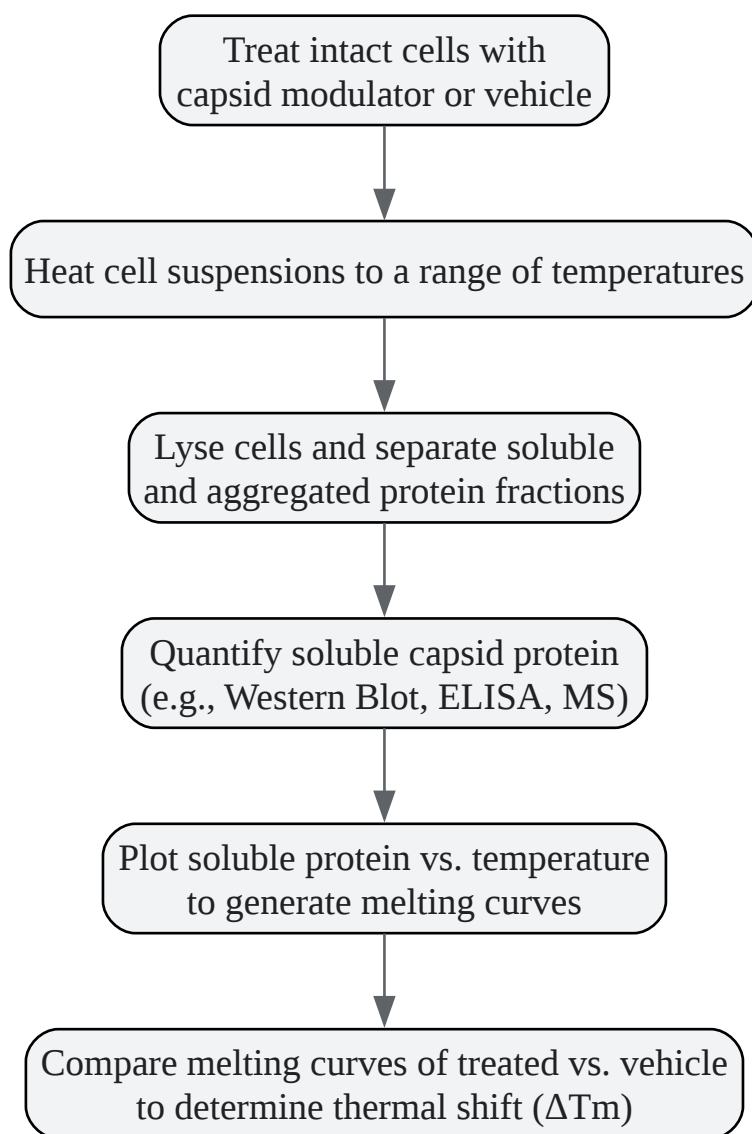 Treat intact cells with
capsid modulator or vehicle
Heat cell suspensions to a range of temperatures
Lyse cells and separate soluble
and aggregated protein fractions
Quantify soluble capsid protein
(e.g., Western Blot, ELISA, MS)
Plot soluble protein vs. temperature
to generate melting curves
Compare melting curves of treated vs. vehicle
to determine thermal shift (ΔTm)